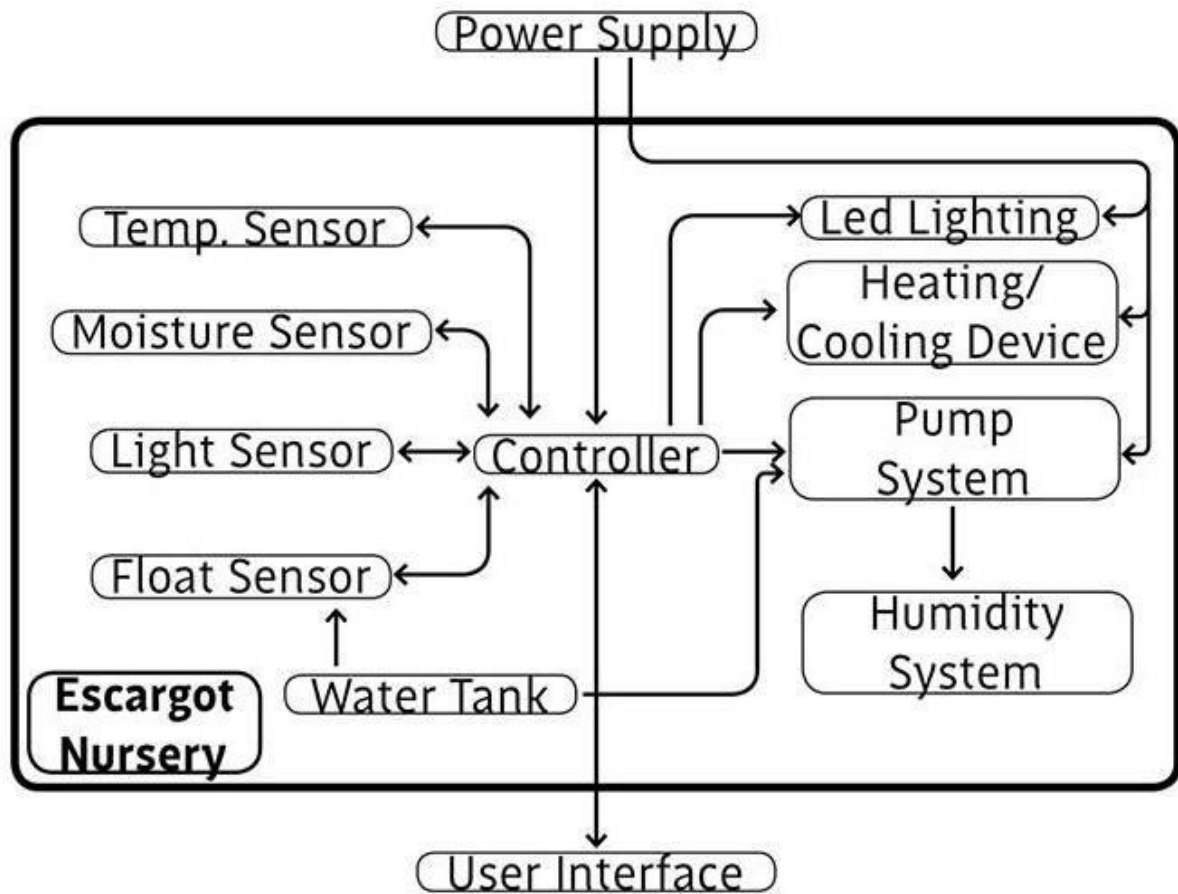 Power Supply
Temp. Sensor
Led Lighting
Heating/
Cooling Device
Moisture Sensor
Light Sensor
Controller
Pump
System
Float Sensor
Humidity
System
Water Tank
Escargot
Nursery
User Interface